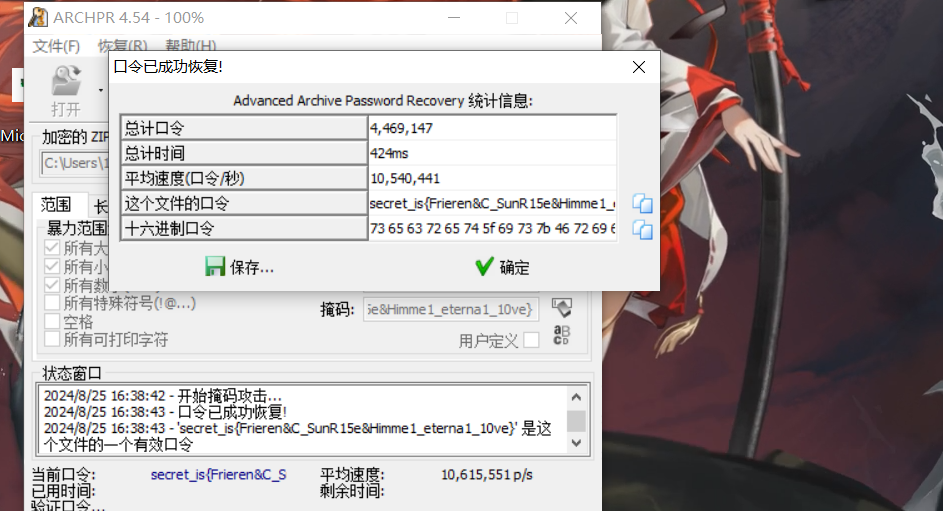 ARCHPR 4.54 - 100%
文件(F) 恢复(R) 帮助(H)
口令已成功恢复!
Advanced Archive Password Recovery 统计信息:
总计口令 4,469,147
总计时间 424ms
平均速度(口令/秒) 10,540,441
这个文件的口令 secret_is{Frieren&C_SunR15e&Himme1_
十六进制口令 73 65 63 72 65 74 5f 69 73 7b 46 72 69 6
保存... 确定
打开
Mic
加密的 ZIP
C:\Users\1
范围 长
暴力范围
所有大
所有小
所有数
所有特殊符号(!@...)
空格
所有可打印字符
掩码: ie&Himme1_eterna1_10ve}
用户定义
状态窗口
2024/8/25 16:38:42 - 开始掩码攻击...
2024/8/25 16:38:43 - 口令已成功恢复!
2024/8/25 16:38:43 - 'secret_is{Frieren&C_SunR15e&Himme1_eterna1_10ve}' 是这
个文件的一个有效口令
当前口令: secret_is{Frieren&C_S 平均速度: 10,615,551 p/s
已用时间: 剩余时间:
验证口令...